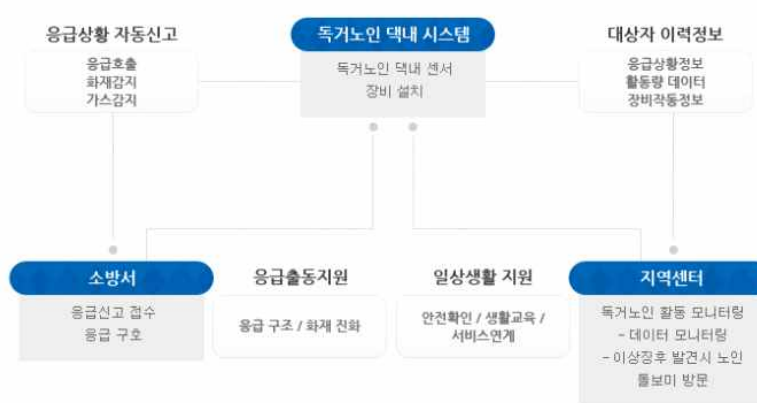 응급상황 자동신고
응급호출
화재감지
가스감지
독거노인 댁내 시스템
독거노인 댁내 센서
장비 설치
대상자 이력정보
응급상황정보
활동량 데이터
장비작동정보
소방서
응급신고 접수
응급 구호
응급출동지원
응급 구조 / 화재 진화
일상생활 지원
안전확인 / 생활교육 /
서비스연계
지역센터
독거노인 활동 모니터링
- 데이터 모니터링
- 이상징후 발견시 노인
돌보미 방문